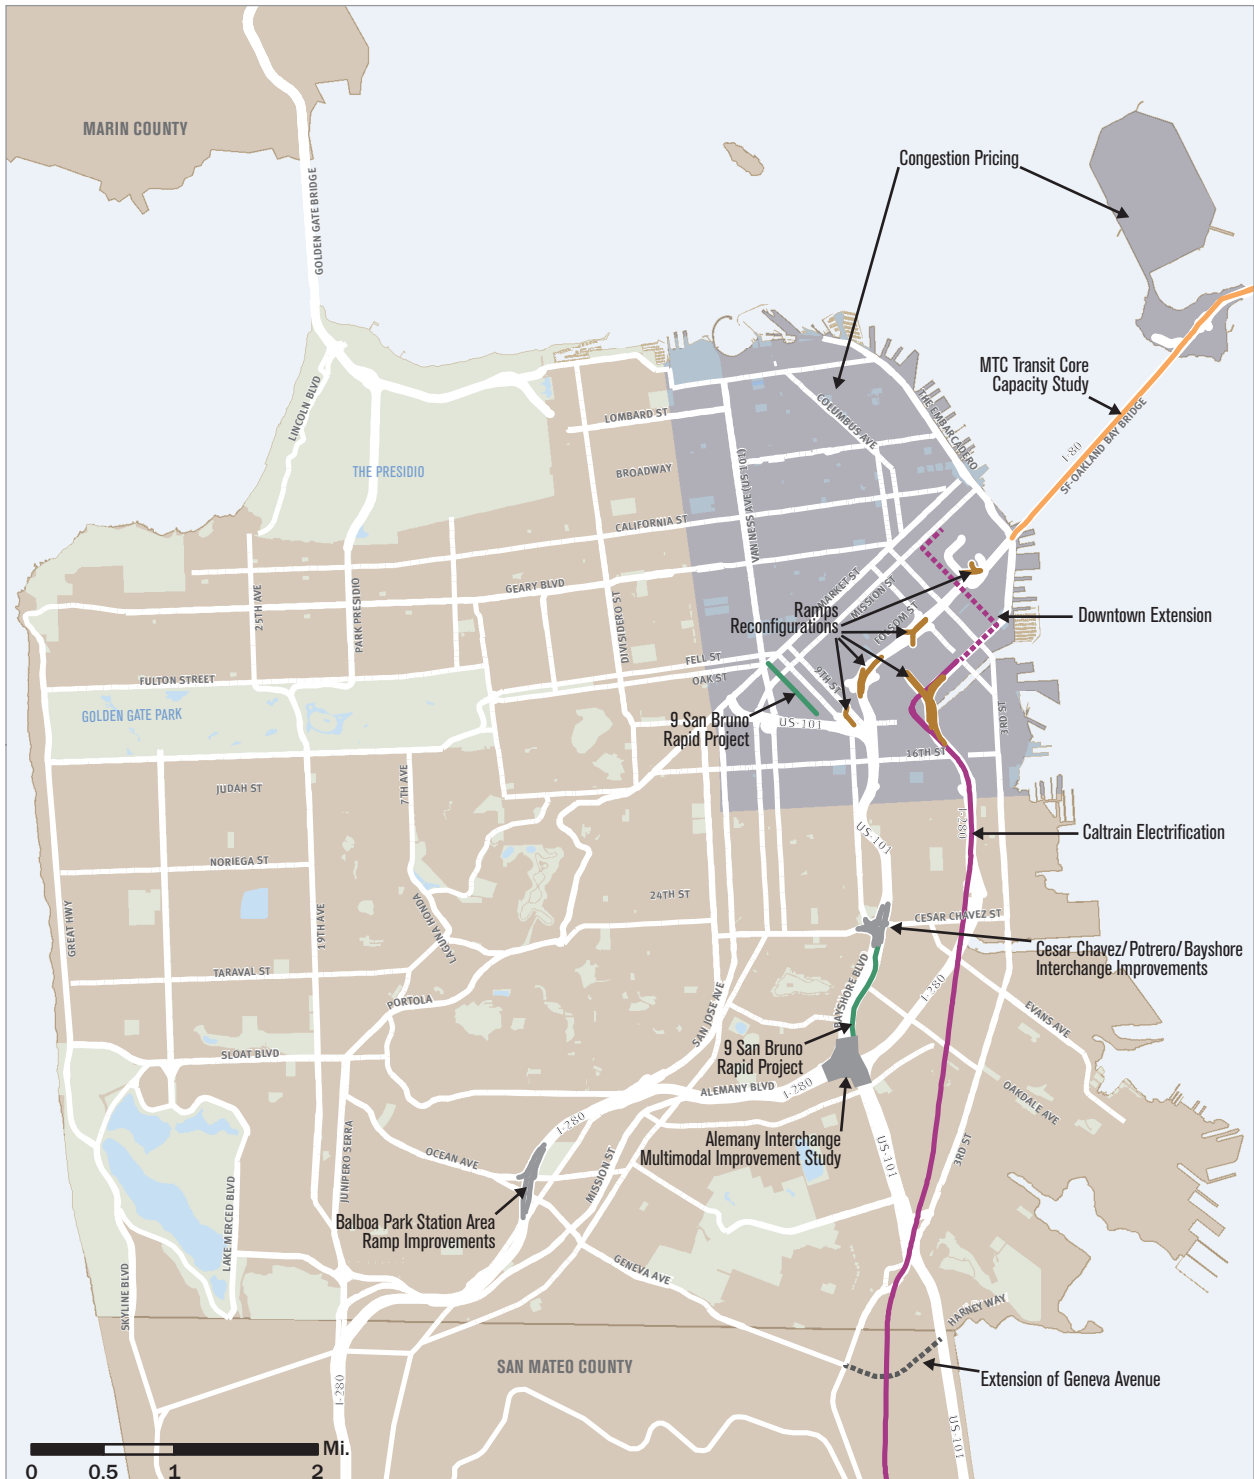 MARIN COUNTY
GOLDEN GATE BRIDGE
Congestion Pricing
MTC Transit Core
Capacity Study
I-80
SF-OAKLAND BAY BRIDGE
LINCOLN BLVD
THE PRESIDIO
LOMBARD ST
BROADWAY
CALIFORNIA ST
COLUMBUS AVE
THE EMBARCADERO
VAN NESS AVE (US 101)
25TH AVE
PARK PRESIDIO
GEARY BLVD
DIVISIDERO ST
MARKET ST
MISSION ST
FOLSOM ST
Ramps
Reconfigurations
Downtown Extension
FULTON STREET
FELL ST
OAK ST
9TH ST
GOLDEN GATE PARK
9 San Bruno
Rapid Project
US-101
3RD ST
16TH ST
JUDAH ST
7TH AVE
US-101
I-280
Caltrain Electrification
NORIEGA ST
24TH ST
GREAT HWY
19TH AVE
LAGUNA HONDA
CESAR CHAVEZ ST
Cesar Chavez/Potrero/Bayshore
Interchange Improvements
TARAVAL ST
PORTOLA
SAN JOSE AVE
BAYSHORE BLVD
I-280
EVANS AVE
SLOAT BLVD
9 San Bruno
Rapid Project
ALEMANY BLVD
I-280
OAKDALE AVE
I-280
Alemany Interchange
Multimodal Improvement Study
US-101
3RD ST
OCEAN AVE
JUNIPERO SERRA
MISSION ST
LAKE MERCED BLVD
Balboa Park Station Area
Ramp Improvements
SKYLINE BLVD
GENEVA AVE
HARNEY WAY
SAN MATEO COUNTY
Extension of Geneva Avenue
I-280
US-101
Mi.
0 0.5 1 2